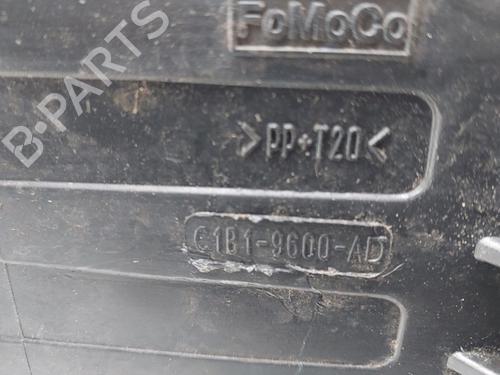 FoMoCo
B-Parts
>PP+T20<
C1B1-9600-AD